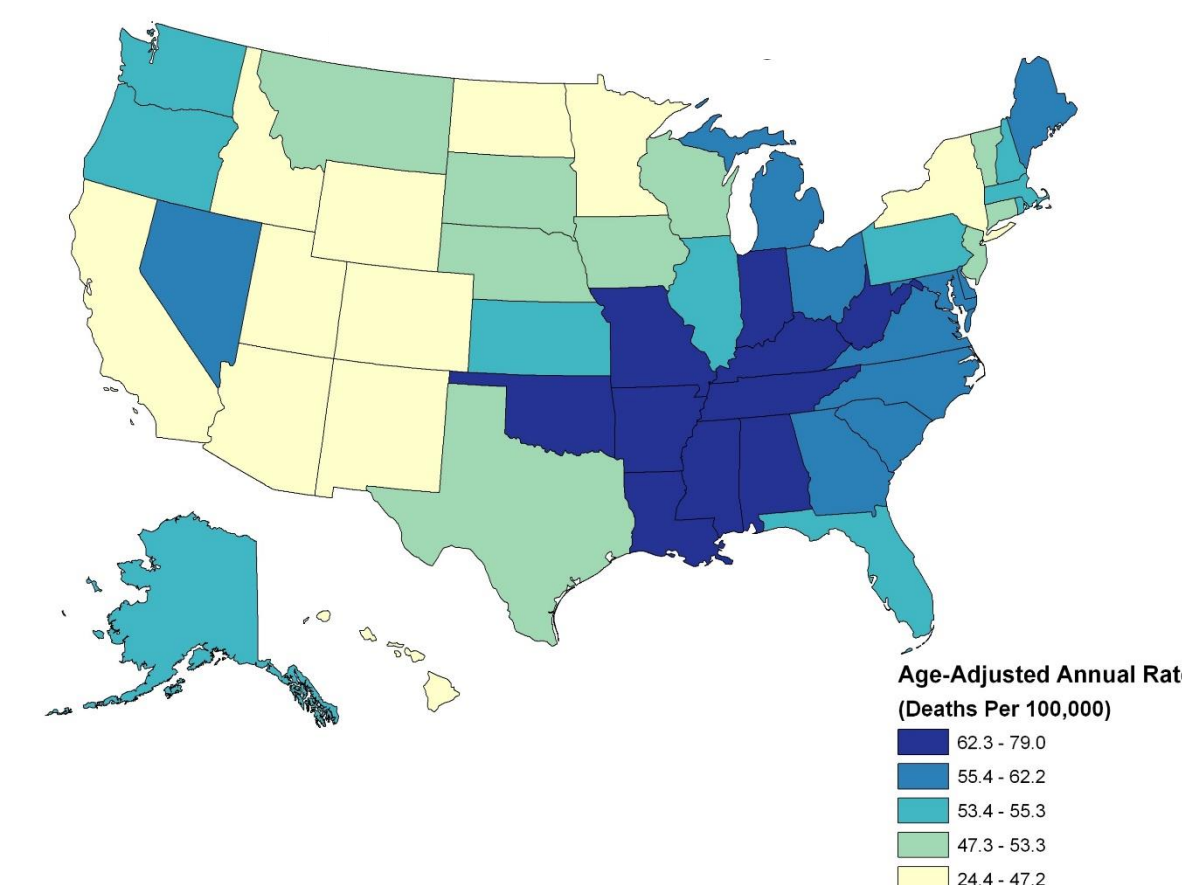 Age-Adjusted Annual Rat
(Deaths Per 100,000)
62.3 - 79.0
55.4 - 62.2
53.4 - 55.3
47.3 - 53.3
24.4 - 47.2